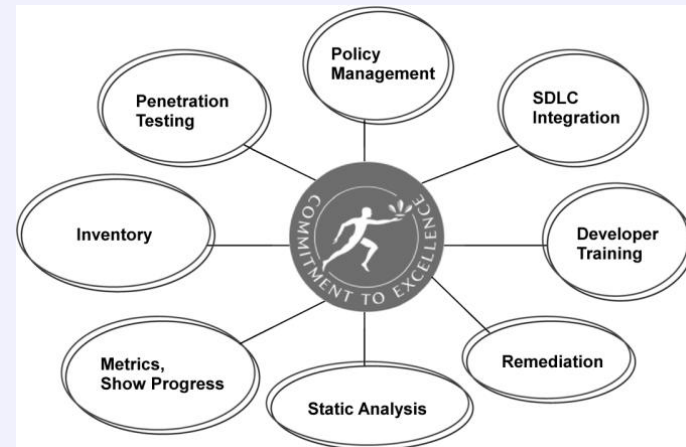 Policy
Management
Penetration
Testing
SDLC
Integration
COMMITMENT TO EXCELLENCE
Inventory
Developer
Training
Metrics,
Show Progress
Remediation
Static Analysis